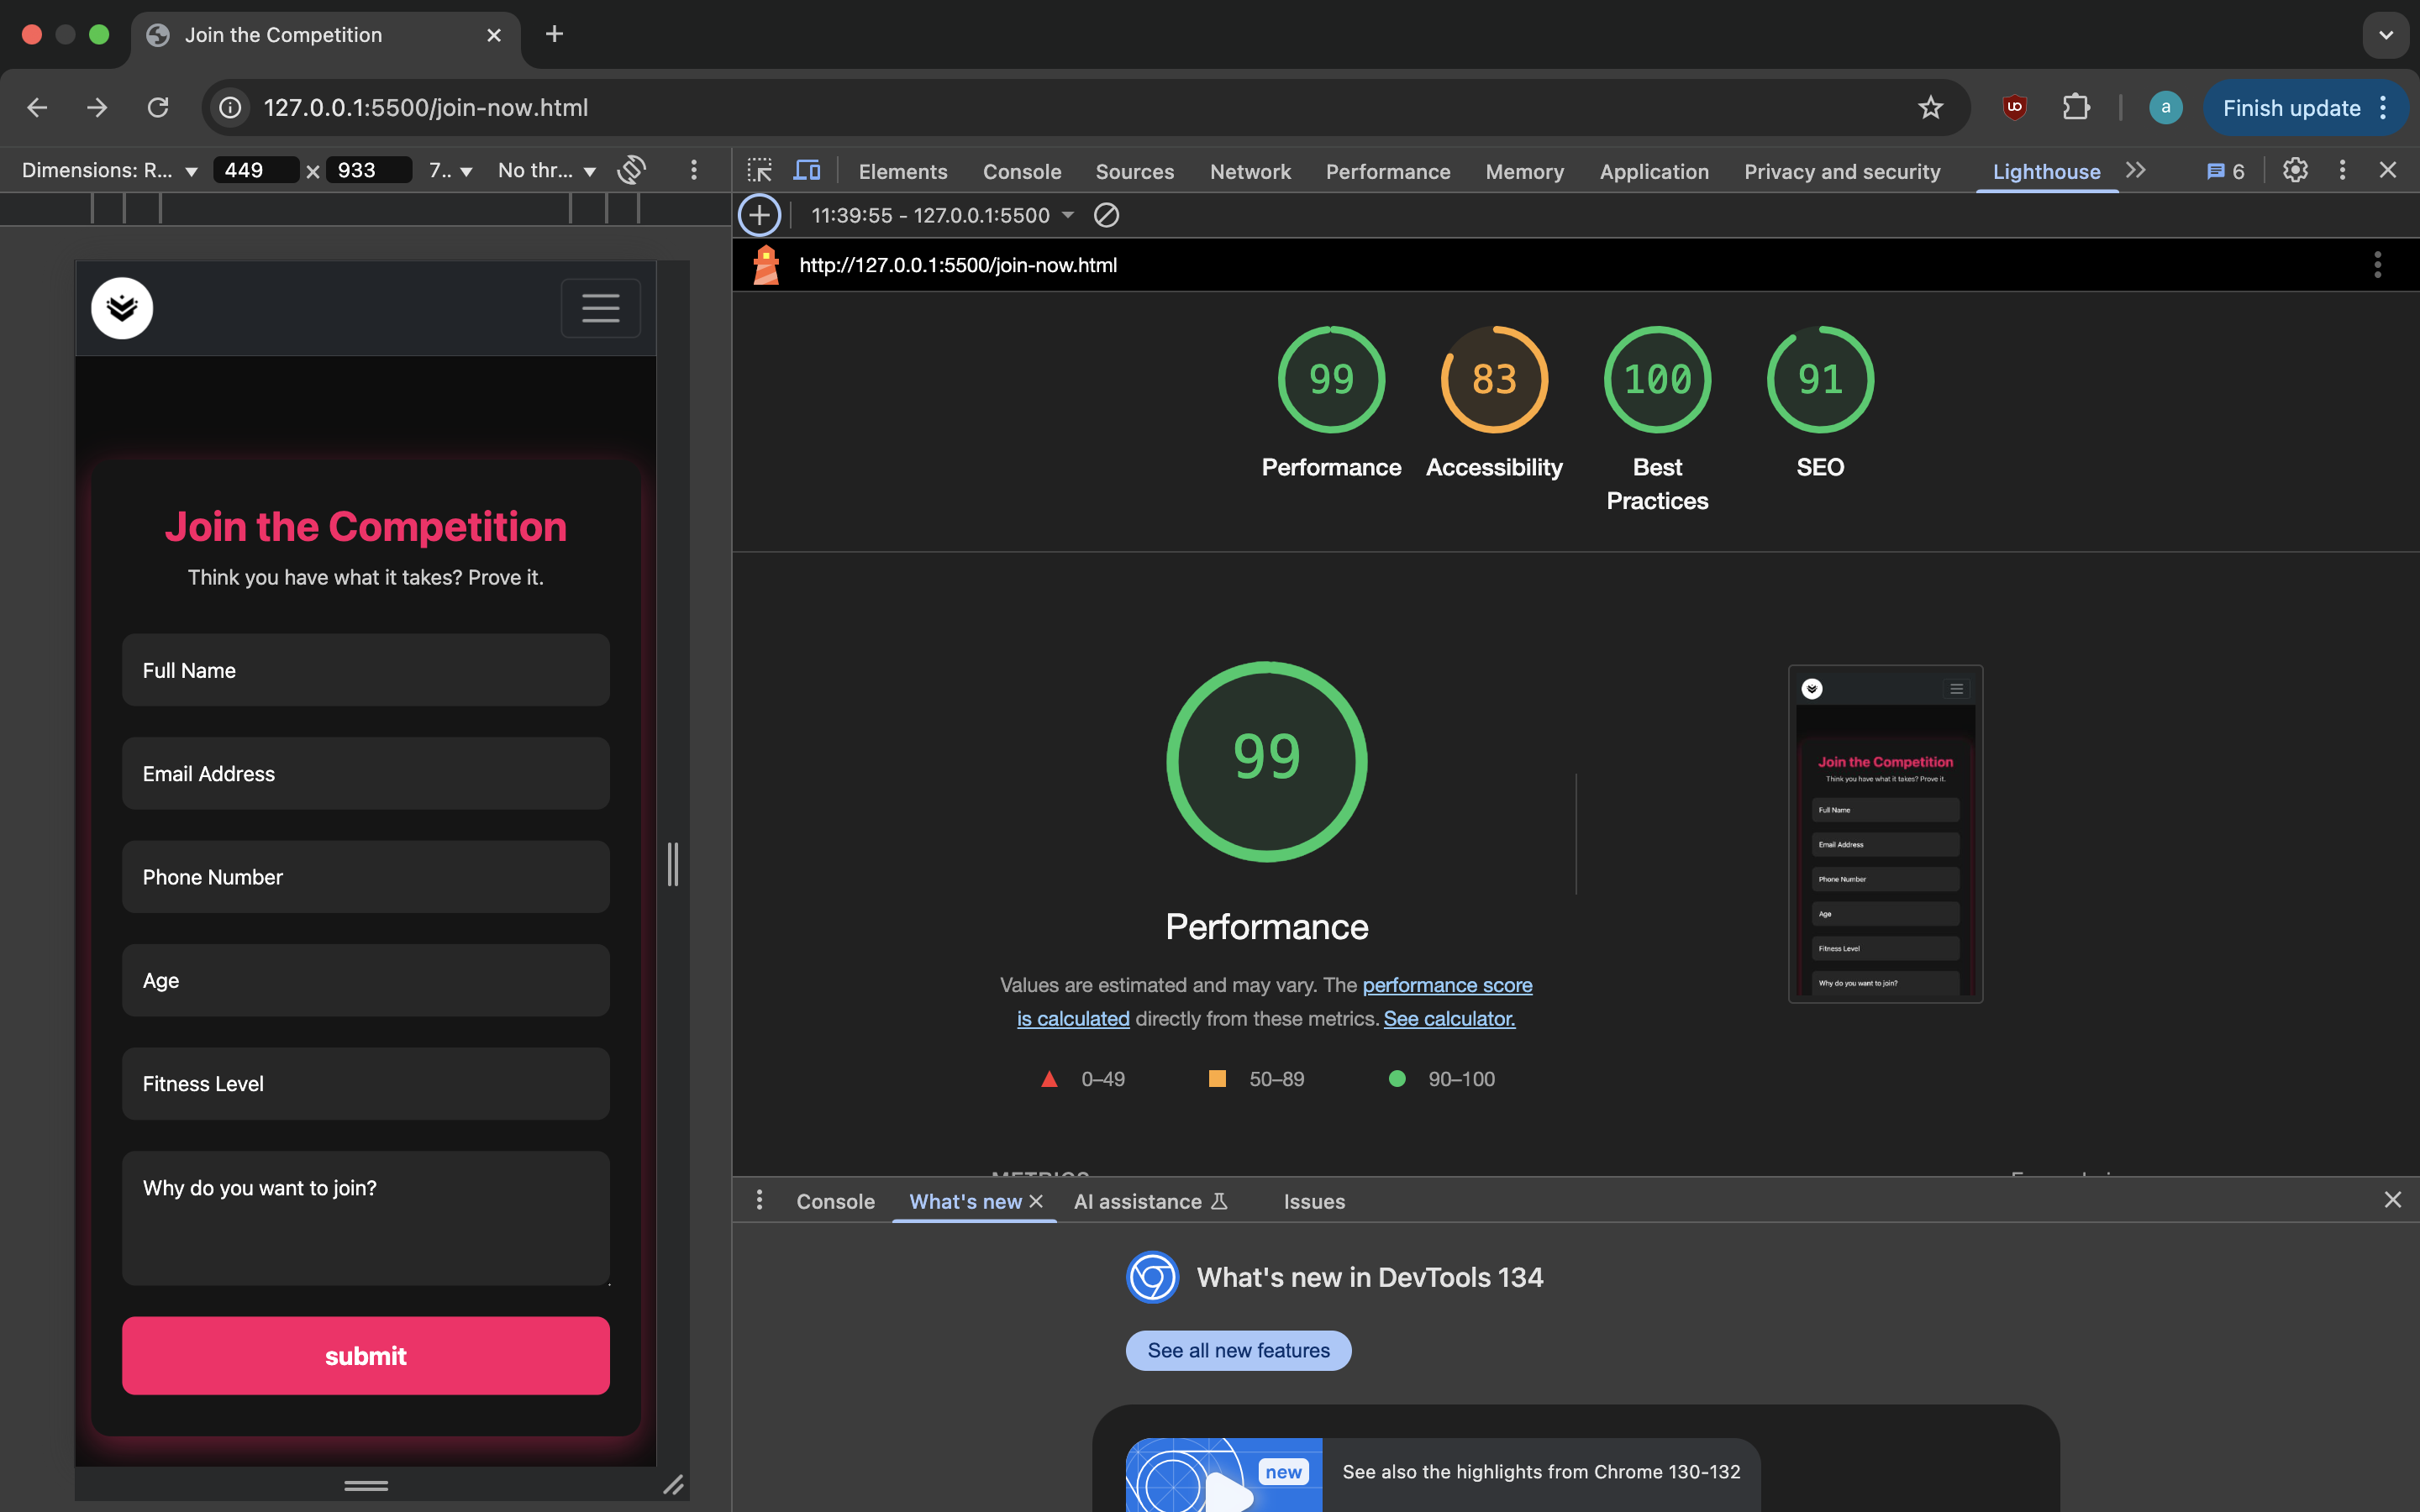 Join the Competition
127.0.0.1:5500/join-now.html
a
Finish update
Dimensions: R... 449 × 933 7.. No thr...
Elements Console Sources Network Performance Memory Application Privacy and security Lighthouse 6
11:39:55 - 127.0.0.1:5500
http://127.0.0.1:5500/join-now.html
99 83 100 91
Performance Accessibility Best Practices SEO
Join the Competition
Think you have what it takes? Prove it.
Full Name
Email Address
Phone Number
Age
Fitness Level
Why do you want to join?
submit
99
Performance
Values are estimated and may vary. The performance score
is calculated directly from these metrics. See calculator.
0–49 50–89 90–100
Join the Competition
Think you have what it takes? Prove it.
Full Name
Email Address
Phone Number
Age
Fitness Level
Why do you want to join?
METRICS
Console What's new AI assistance Issues
What's new in DevTools 134
See all new features
new
See also the highlights from Chrome 130-132